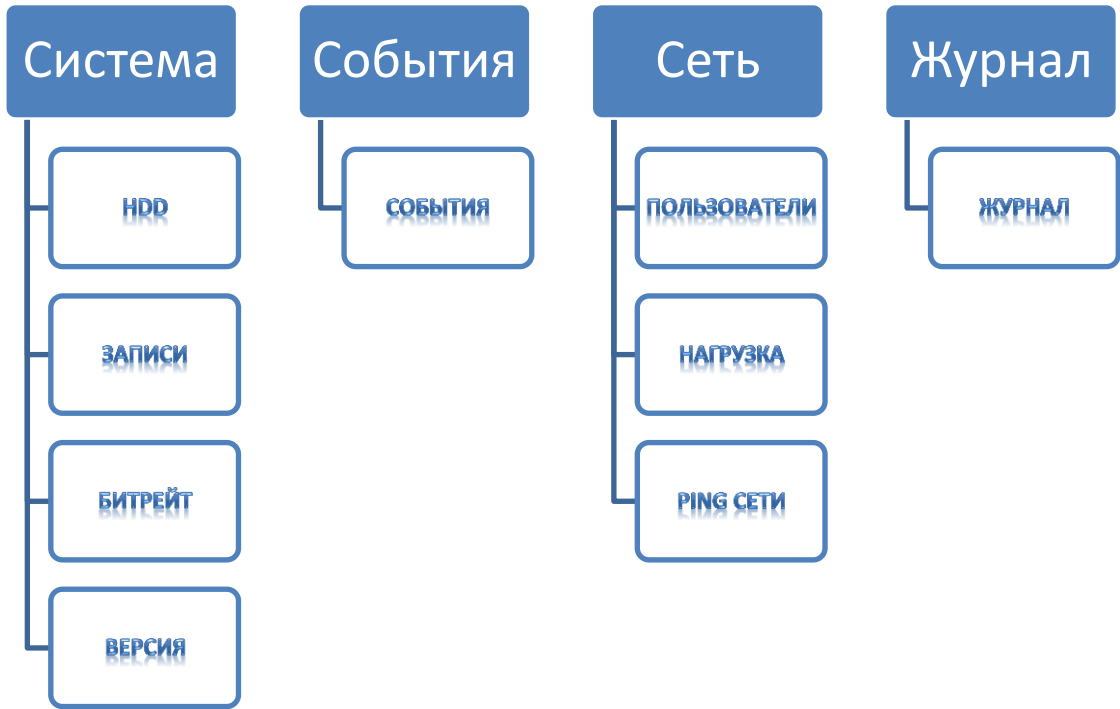 Система
HDD
ЗАПИСИ
БИТРЕЙТ
ВЕРСИЯ
События
СОБЫТИЯ
Сеть
ПОЛЬЗОВАТЕЛИ
НАГРУЗКА
PING СЕТИ
Журнал
ЖУРНАЛ